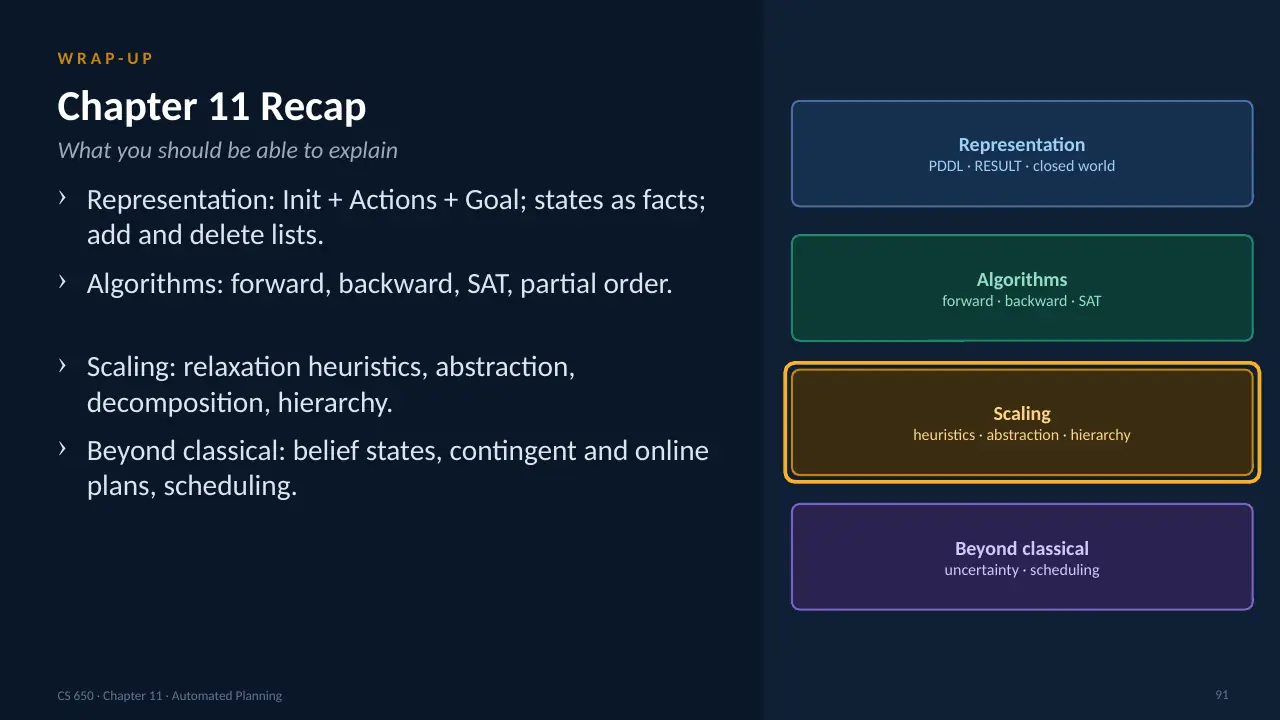 WRAP-UP
Chapter 11 Recap
What you should be able to explain
› Representation: Init + Actions + Goal; states as facts;
add and delete lists.
› Algorithms: forward, backward, SAT, partial order.
› Scaling: relaxation heuristics, abstraction,
decomposition, hierarchy.
› Beyond classical: belief states, contingent and online
plans, scheduling.
Representation
PDDL · RESULT · closed world
Algorithms
forward · backward · SAT
Scaling
heuristics · abstraction · hierarchy
Beyond classical
uncertainty · scheduling
CS 650 · Chapter 11 · Automated Planning
91